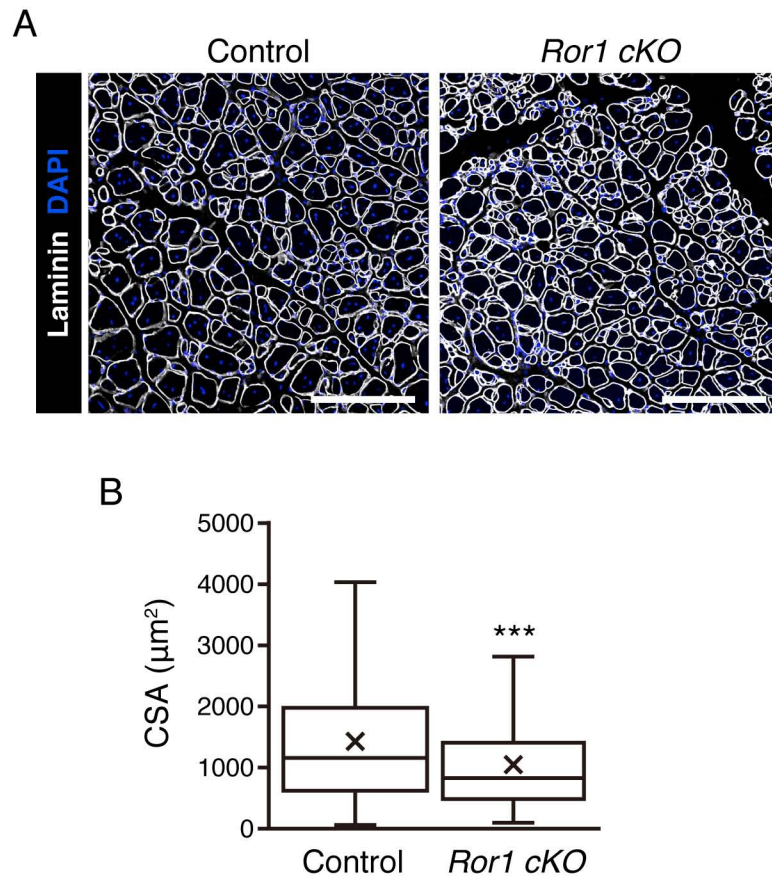 A
Control
Ror1 cKO
Laminin DAPI
B
CSA (µm²)
5000
4000
3000
2000
1000
0
***
Control
Ror1 cKO